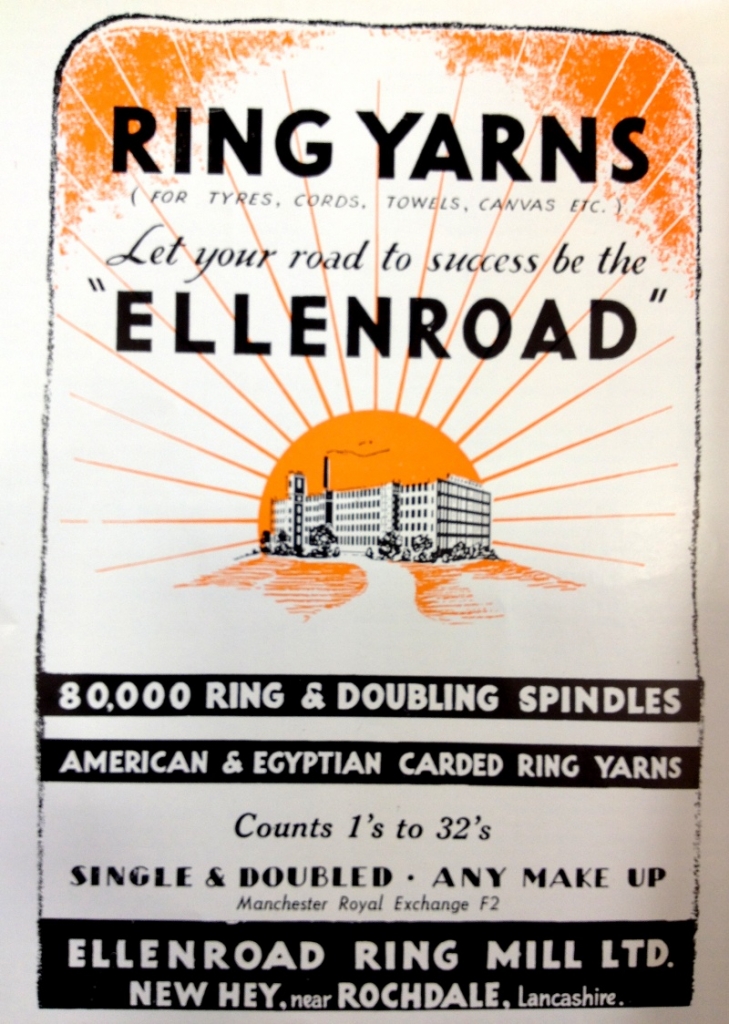 RING YARNS
( FOR TYRES, CORDS, TOWELS, CANVAS ETC. )
Let your road to success be the
"ELLENROAD"
80,000 RING & DOUBLING SPINDLES
AMERICAN & EGYPTIAN CARDED RING YARNS
Counts 1's to 32's
SINGLE & DOUBLED · ANY MAKE UP
Manchester Royal Exchange F2
ELLENROAD RING MILL LTD.
NEW HEY, near ROCHDALE, Lancashire.